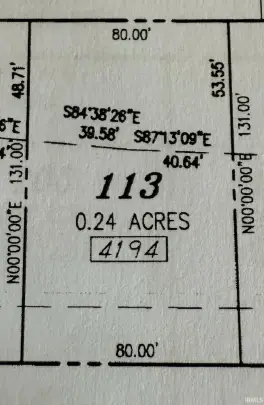 80.00'
48.71'
53.55'
S84°38'26"E
39.58'
S87°13'09"E
40.64'
131.00'
N00°00'00"E
131.00'
N00°00'00"E
113
0.24 ACRES
4194
80.00'